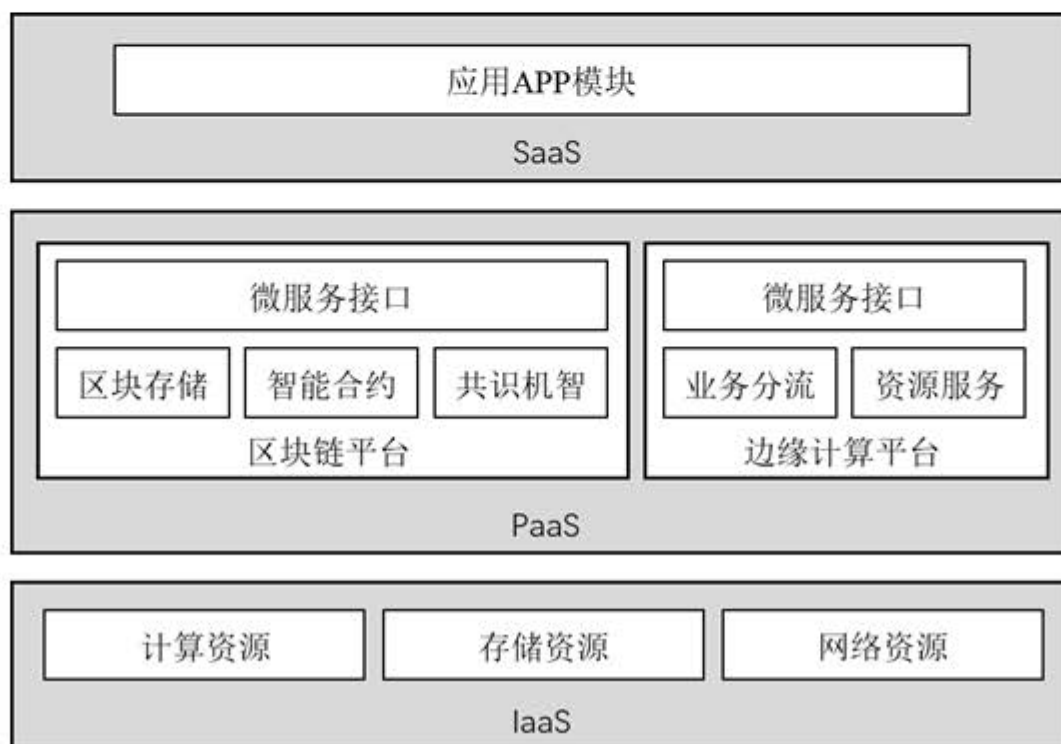 应用APP模块
SaaS
微服务接口 微服务接口
区块存储 智能合约 共识机智 业务分流 资源服务
区块链平台 边缘计算平台
PaaS
计算资源 存储资源 网络资源
IaaS